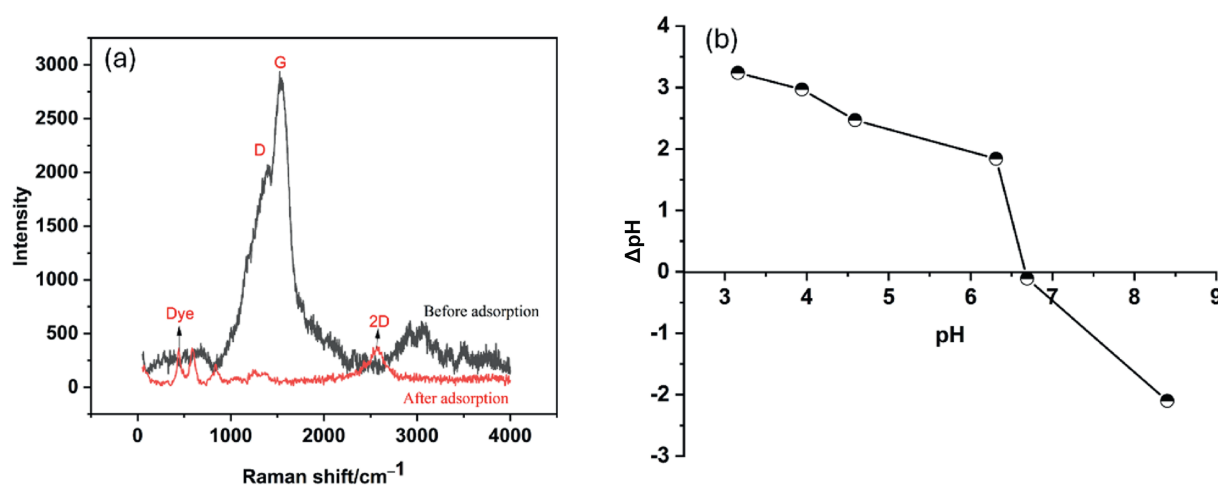 (a)
G
D
3000
2500
2000
1500
1000
500
0
Intensity
Dye
2D
Before adsorption
After adsorption
0 1000 2000 3000 4000
Raman shift/cm⁻¹
(b)
4
3
2
1
0
-1
-2
-3
ΔpH
3 4 5 6 7 8 9
pH